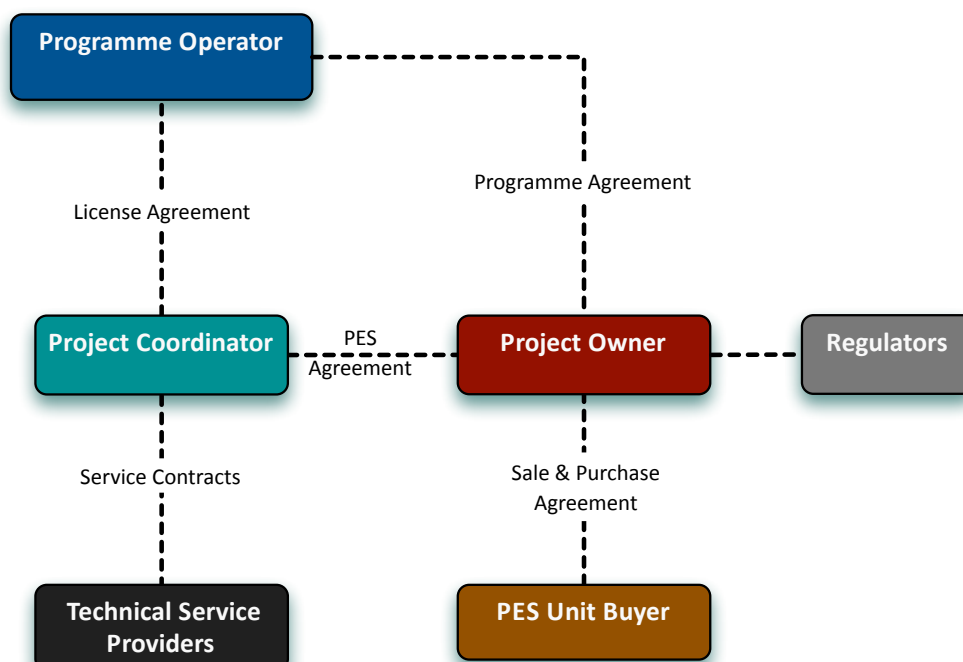 Programme Operator
Programme Agreement
License Agreement
Project Coordinator
PES
Agreement
Project Owner
Regulators
Service Contracts
Sale & Purchase
Agreement
Technical Service
Providers
PES Unit Buyer